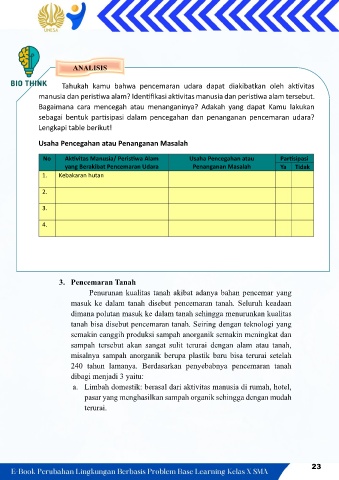 UNNES
ANALISIS
BIO THINK
Tahukah kamu bahwa pencemaran udara dapat diakibatkan oleh aktivitas
manusia dan peristiwa alam? Identifikasi aktivitas manusia dan peristiwa alam tersebut.
Bagaimana cara mencegah atau menanganinya? Adakah yang dapat Kamu lakukan
sebagai bentuk partisipasi dalam pencegahan dan penanganan pencemaran udara?
Lengkapi table berikut!
Usaha Pencegahan atau Penanganan Masalah
No Aktivitas Manusia/ Peristiwa Alam yang Berakibat Pencemaran Udara Usaha Pencegahan atau Penanganan Masalah Partisipasi Ya Tidak
1. Kebakaran hutan
2.
3.
4.
3. Pencemaran Tanah
Penurunan kualitas tanah akibat adanya bahan pencemar yang
masuk ke dalam tanah disebut pencemaran tanah. Seluruh keadaan
dimana polutan masuk ke dalam tanah sehingga menurunkan kualitas
tanah bisa disebut pencemaran tanah. Seiring dengan teknologi yang
semakin canggih produksi sampah anorganik semakin meningkat dan
sampah tersebut akan sangat sulit terurai dengan alam atau tanah,
misalnya sampah anorganik berupa plastik baru bisa terurai setelah
240 tahun lamanya. Berdasarkan penyebabnya pencemaran tanah
dibagi menjadi 3 yaitu:
a. Limbah domestik: berasal dari aktivitas manusia di rumah, hotel,
pasar yang menghasilkan sampah organik sehingga dengan mudah
terurai.
E-Book Perubahan Lingkungan Berbasis Problem Base Learning Kelas X SMA
23